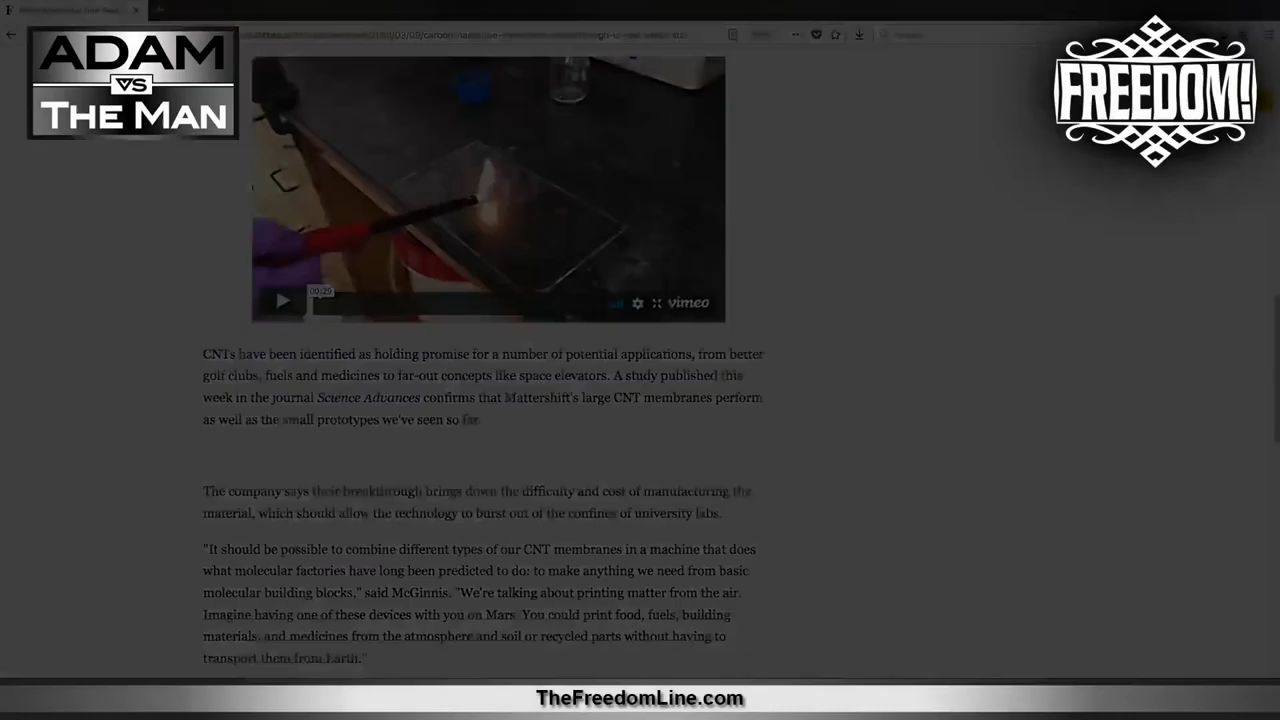 ADAM
VS
THE MAN
FREEDOM!
00:29
vimeo
CNTs have been identified as holding promise for a number of potential applications, from better
golf clubs, fuels and medicines to far-out concepts like space elevators. A study published this
week in the journal Science Advances confirms that Mattershift's large CNT membranes perform
as well as the small prototypes we've seen so far
The company says their breakthrough brings down the difficulty and cost of manufacturing the
material, which should allow the technology to burst out of the confines of university labs.
"It should be possible to combine different types of our CNT membranes in a machine that does
what molecular factories have long been predicted to do: to make anything we need from basic
molecular building blocks," said McGinnis. "We're talking about printing matter from the air.
Imagine having one of these devices with you on Mars. You could print food, fuels, building
materials, and medicines from the atmosphere and soil or recycled parts without having to
transport them from Earth."
TheFreedomLine.com